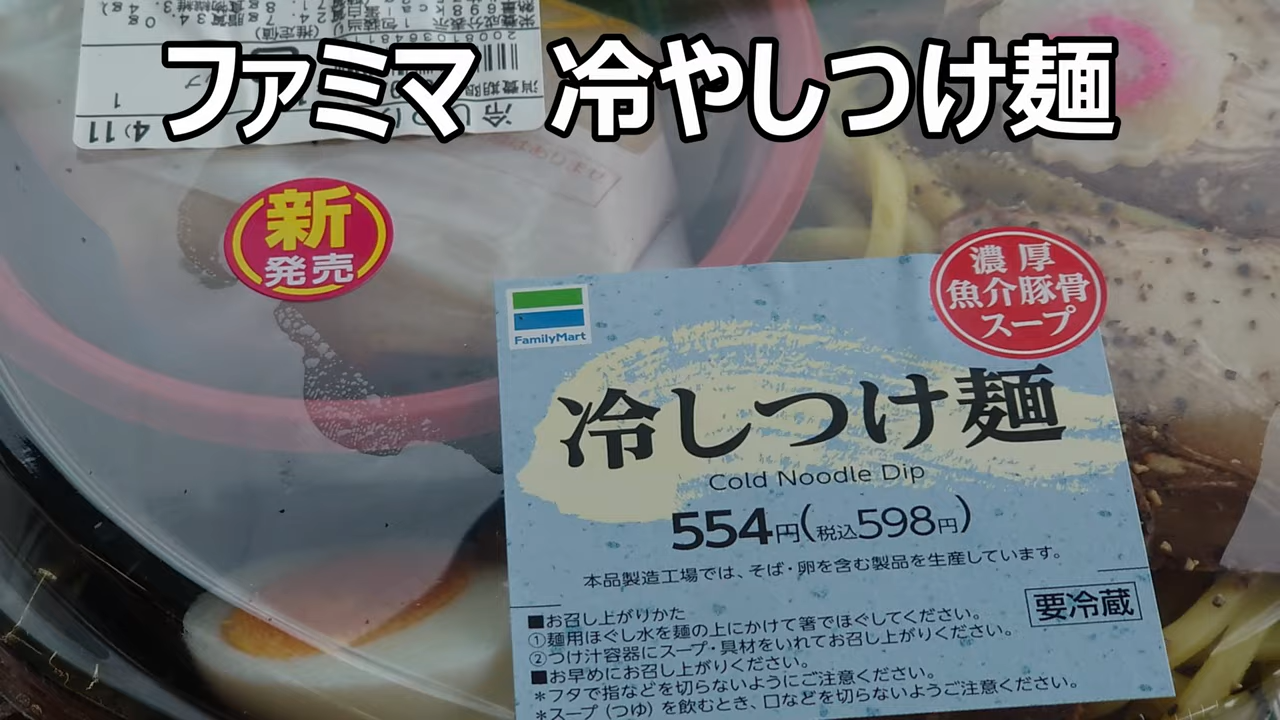 ファミマ 冷やしつけ麺
新
発売
FamilyMart
濃厚
魚介豚骨
スープ
冷しつけ麺
Cold Noodle Dip
554円(税込598円)
本品製造工場では、そば・卵を含む製品を生産しています。
要冷蔵
■お召し上がりかた
①麺用ほぐし水を麺の上にかけて箸でほぐしてください。
②つけ汁容器にスープ・具材をいれてお召し上がりください。
■お早めにお召し上がりください。
*フタで指などを切らないようにご注意ください。
*スープ(つゆ)を飲むとき、口などを切らないようご注意ください。